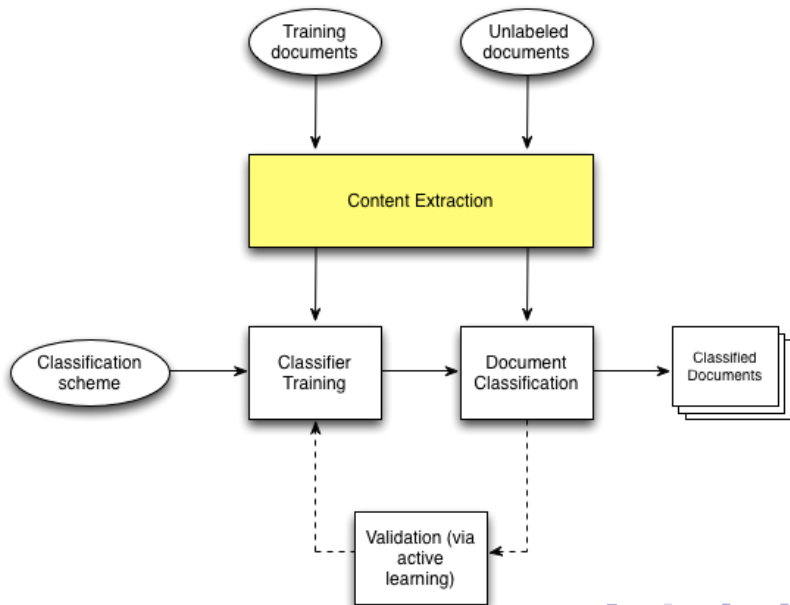 Training
documents
Unlabeled
documents
Content Extraction
Classification
scheme
Classifier
Training
Document
Classification
Classified
Documents
Validation (via
active
learning)